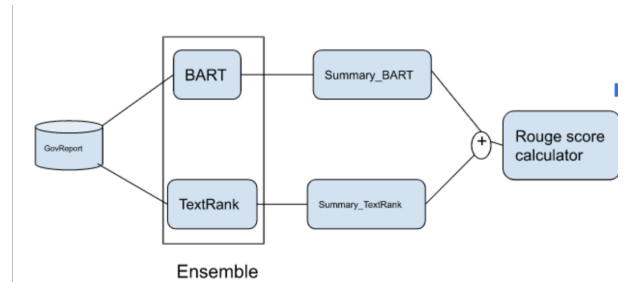 BART
Summary_BART
GovReport
+
Rouge score
calculator
TextRank
Summary_TextRank
Ensemble